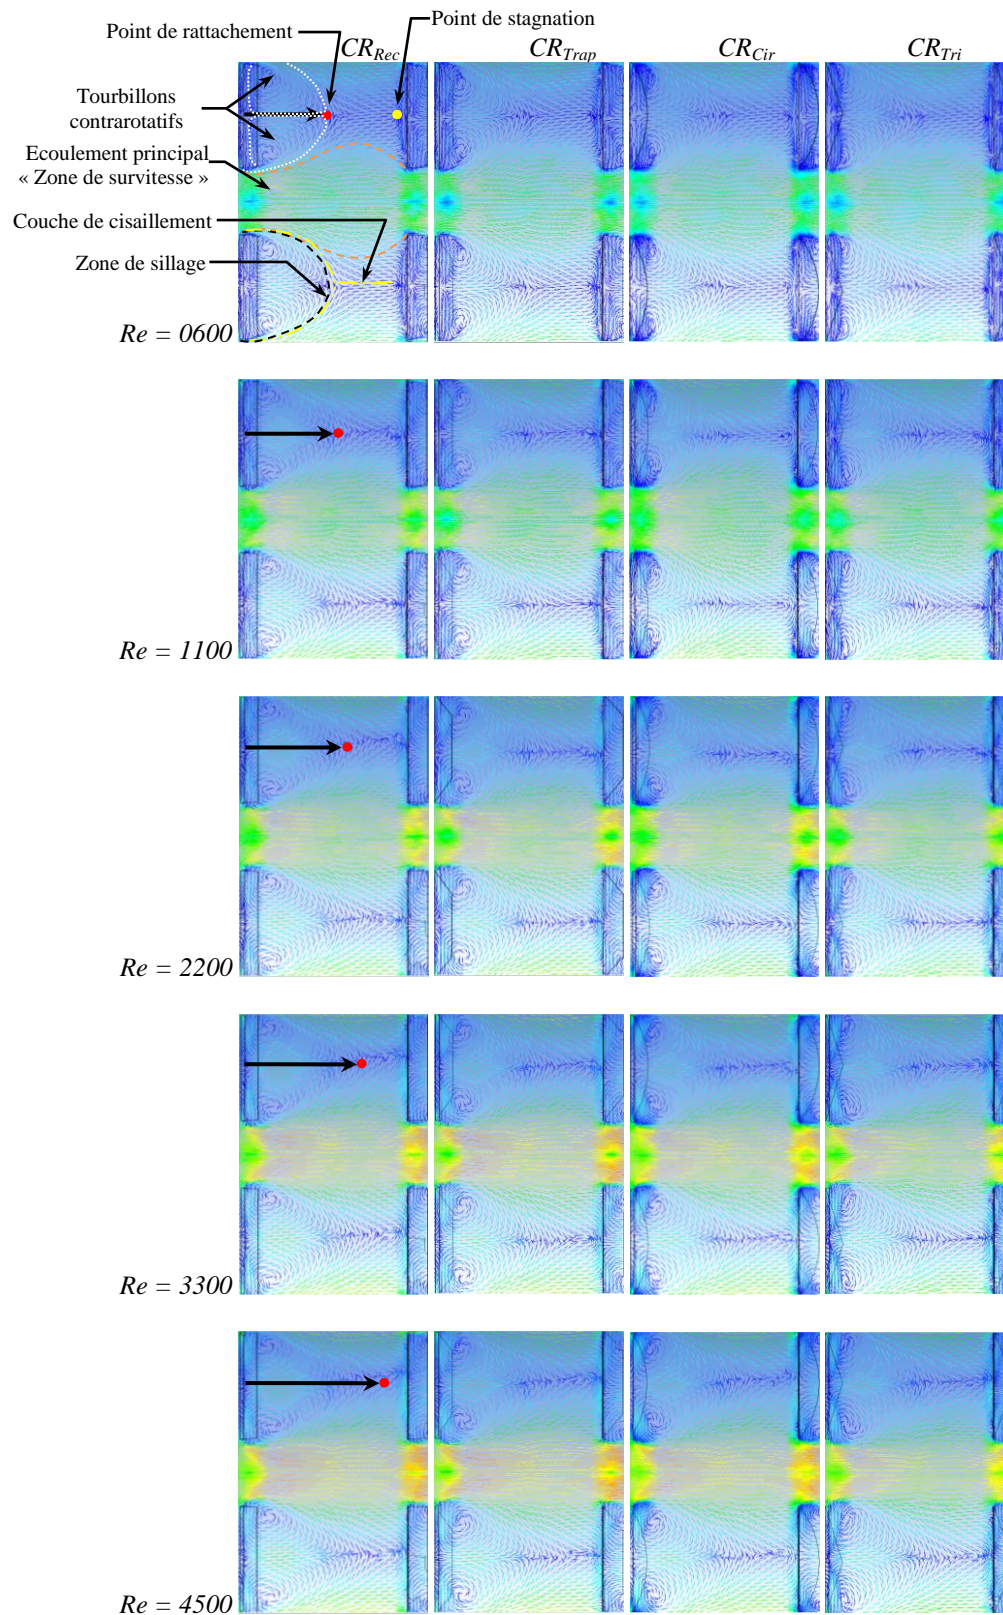 Point de stagnation
Point de rattachement
CR_Rec
CR_Trap
CR_Cir
CR_Tri
Tourbillons
contrarotatifs
Ecoulement principal
« Zone de survitesse »
Couche de cisaillement
Zone de sillage
Re = 0600
Re = 1100
Re = 2200
Re = 3300
Re = 4500